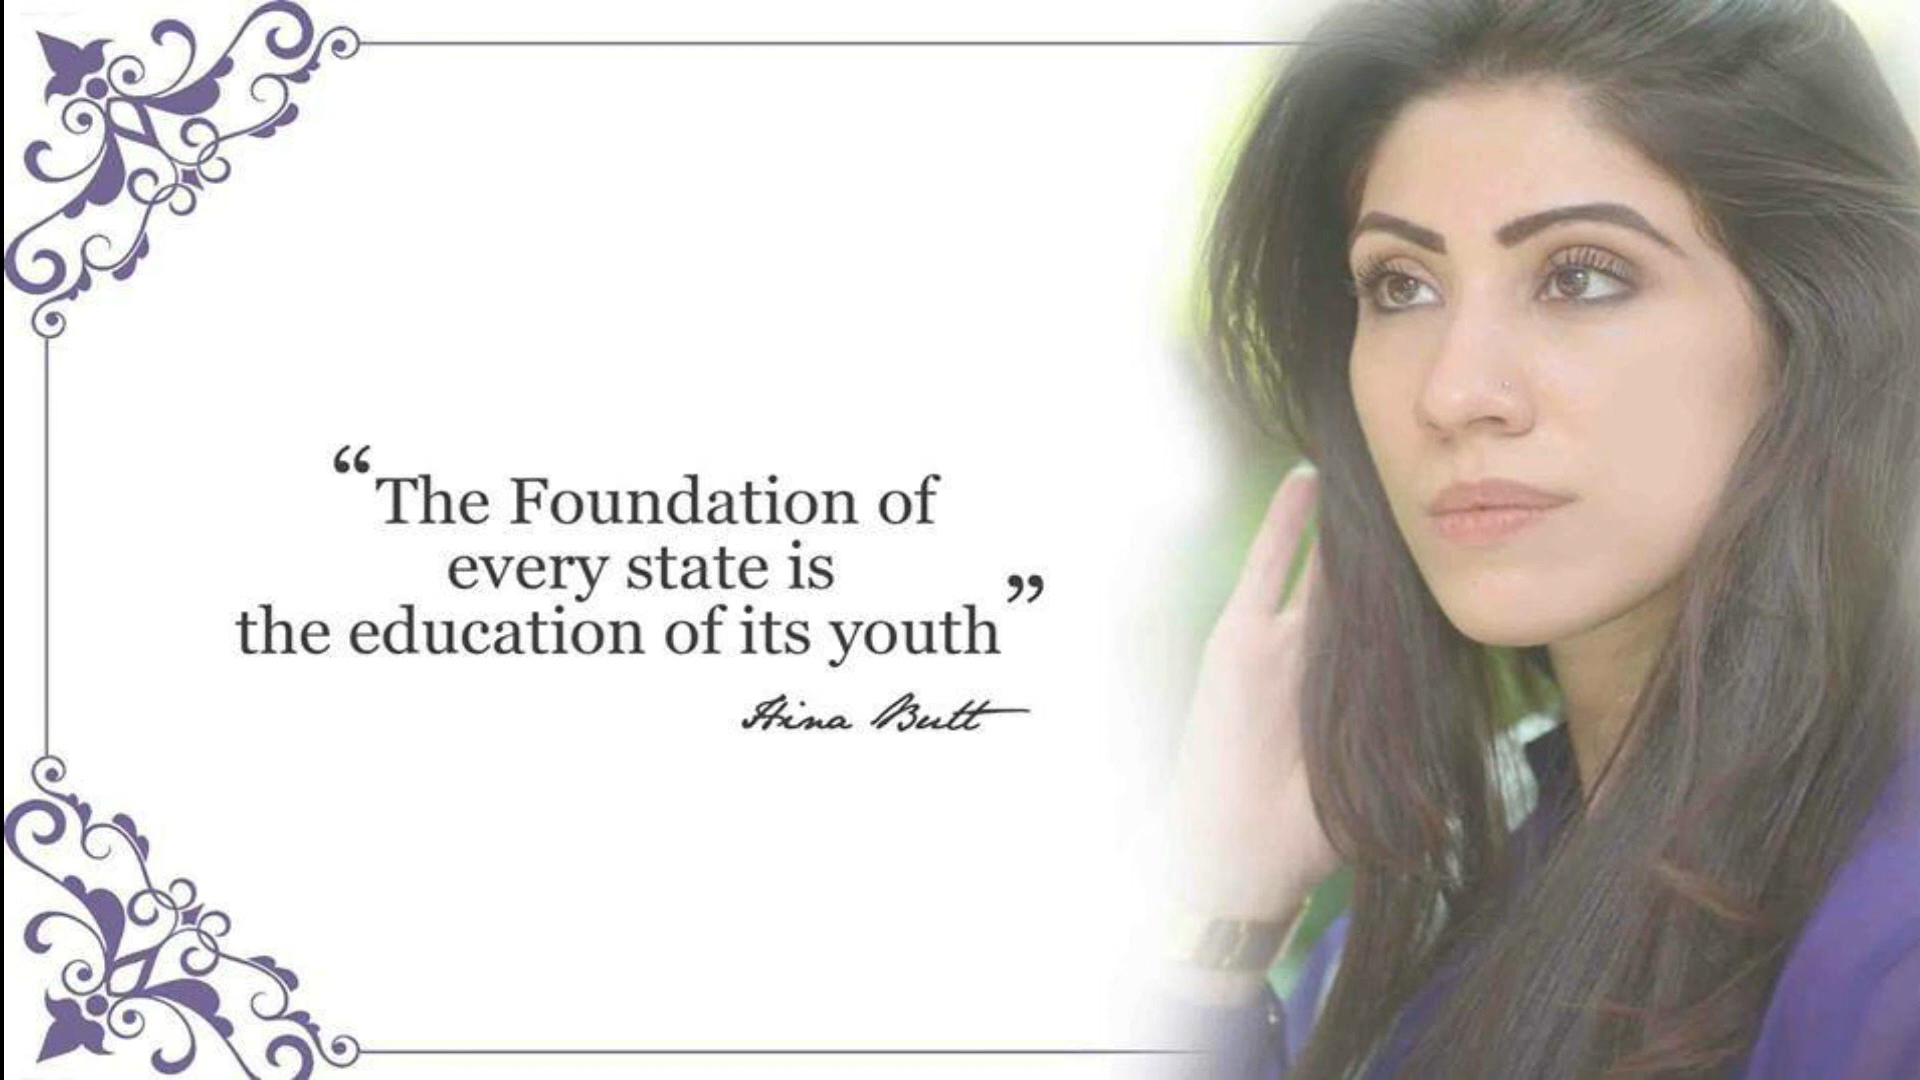 “The Foundation of
every state is
the education of its youth”
Hina Butt